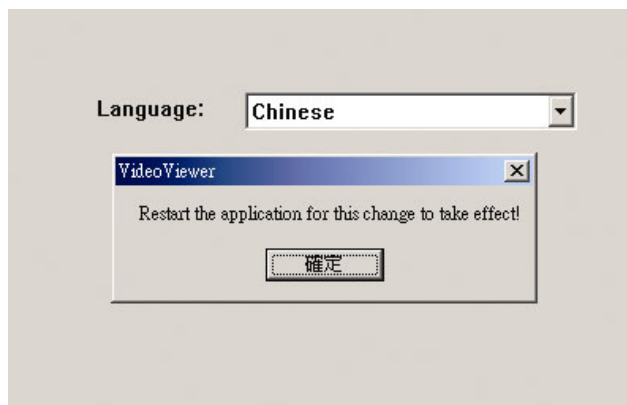 Language: Chinese
VideoViewer
Restart the application for this change to take effect!
確定